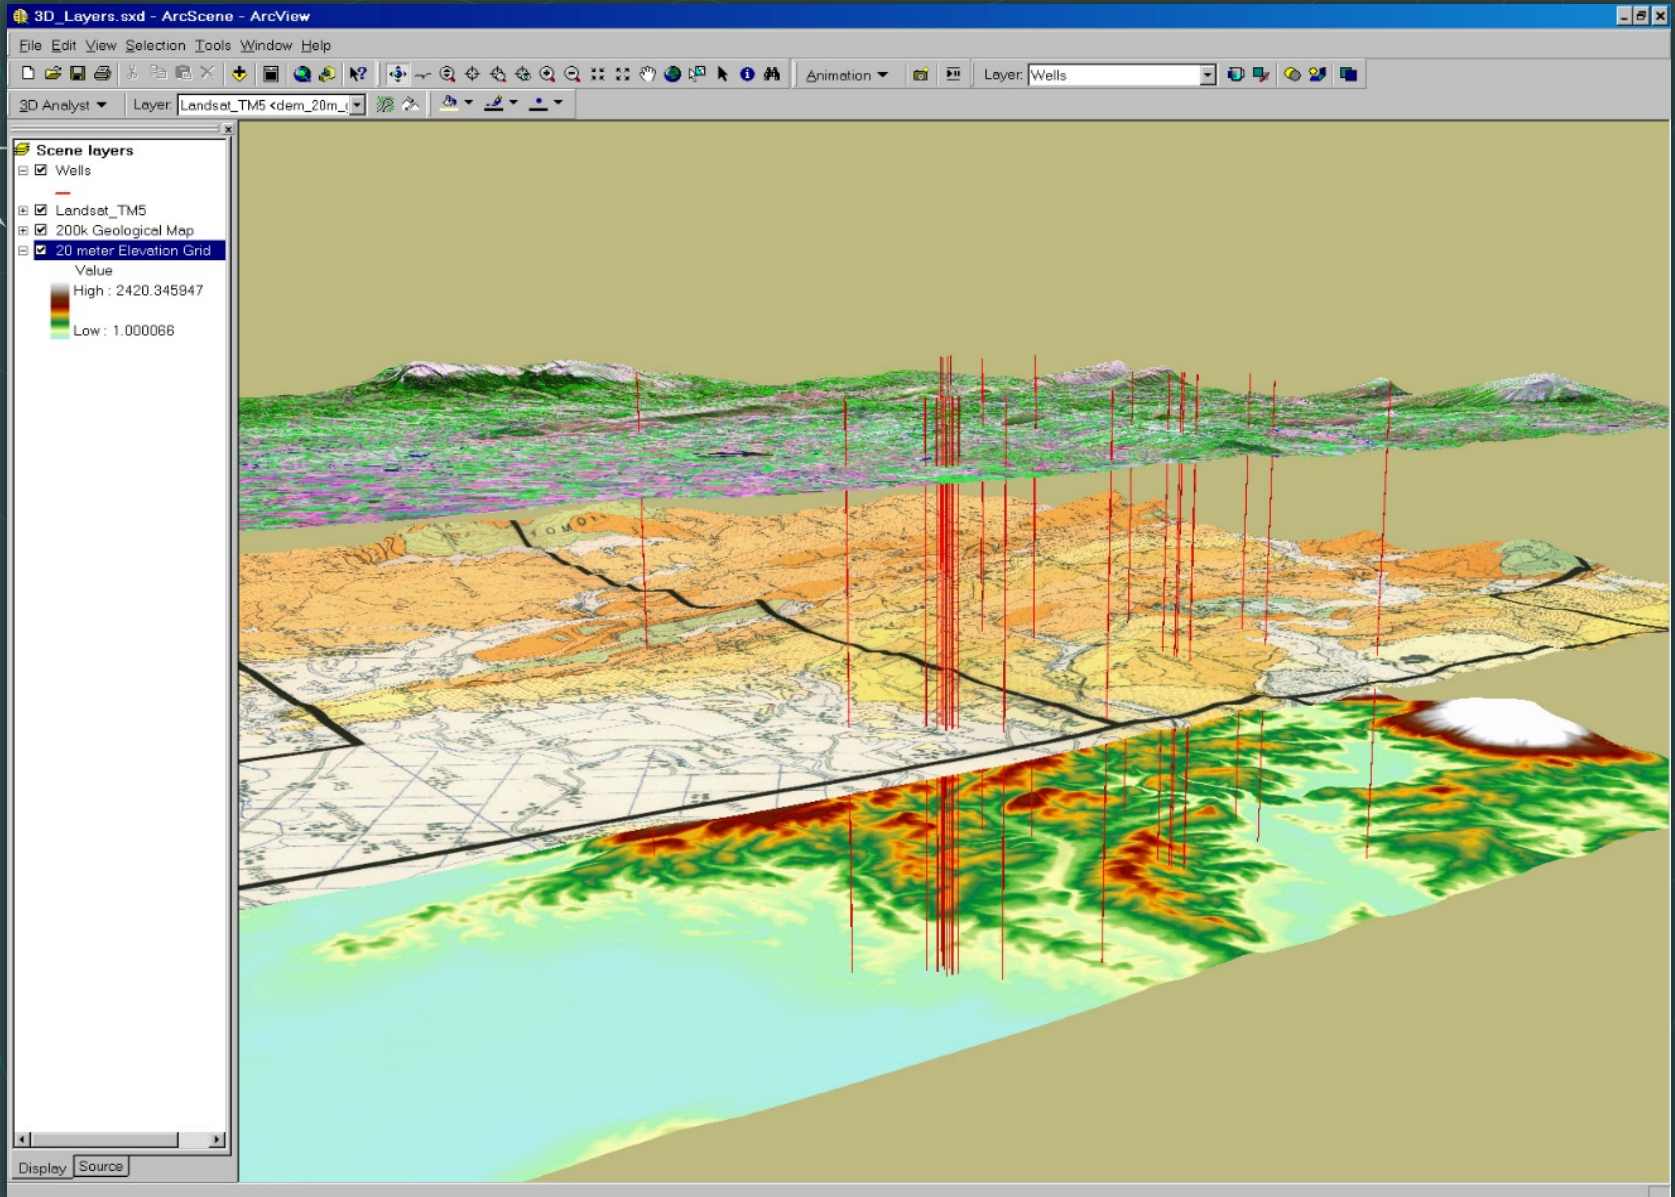 3D_Layers.sxd - ArcScene - ArcView
File Edit View Selection Tools Window Help
Animation Layer: Wells
3D Analyst Layer: Landsat_TM5 <dem_20m_
Scene layers
Wells
Landsat_TM5
200k Geological Map
20 meter Elevation Grid
Value
High : 2420.345947
Low : 1.000066
Display Source